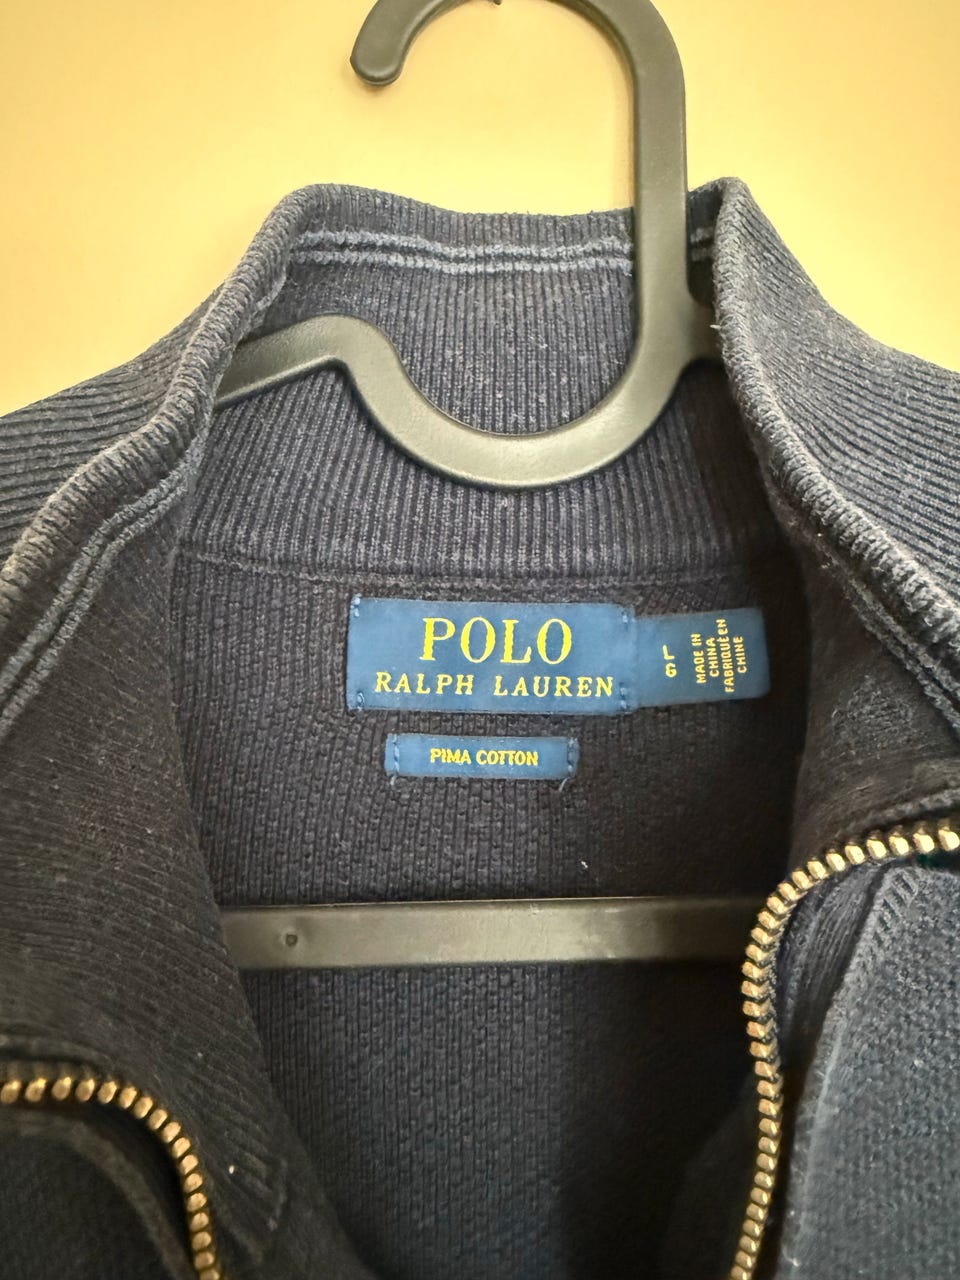 POLO
RALPH LAUREN
G L
MADE IN
CHINA
FABRIQUÉ EN
CHINE
PIMA COTTON